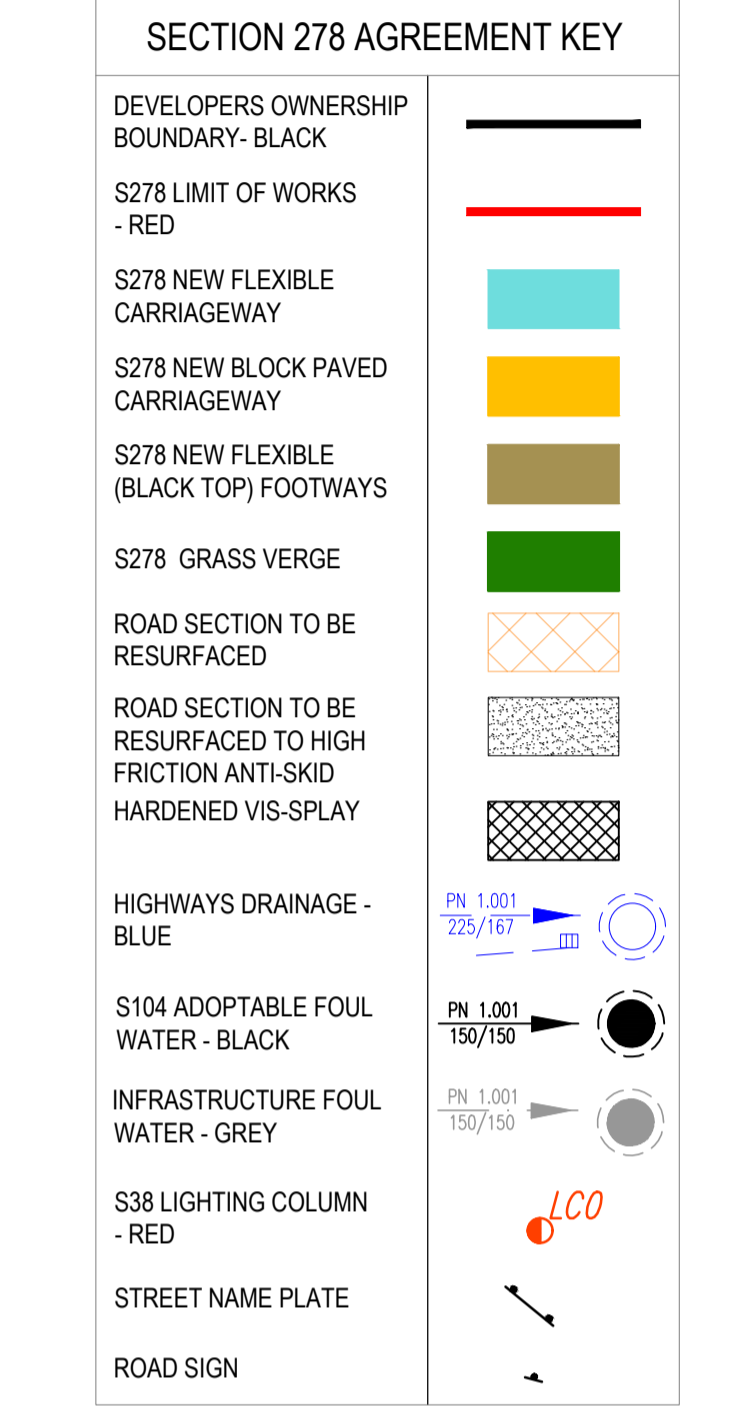 SECTION 278 AGREEMENT KEY
DEVELOPERS OWNERSHIP
BOUNDARY- BLACK
S278 LIMIT OF WORKS
- RED
S278 NEW FLEXIBLE
CARRIAGEWAY
S278 NEW BLOCK PAVED
CARRIAGEWAY
S278 NEW FLEXIBLE
(BLACK TOP) FOOTWAYS
S278 GRASS VERGE
ROAD SECTION TO BE
RESURFACED
ROAD SECTION TO BE
RESURFACED TO HIGH
FRICTION ANTI-SKID
HARDENED VIS-SPLAY
HIGHWAYS DRAINAGE -
BLUE
PN 1.001
225/167
S104 ADOPTABLE FOUL
WATER - BLACK
PN 1.001
150/150
INFRASTRUCTURE FOUL
WATER - GREY
PN 1.001
150/150
S38 LIGHTING COLUMN
- RED
LCO
STREET NAME PLATE
ROAD SIGN